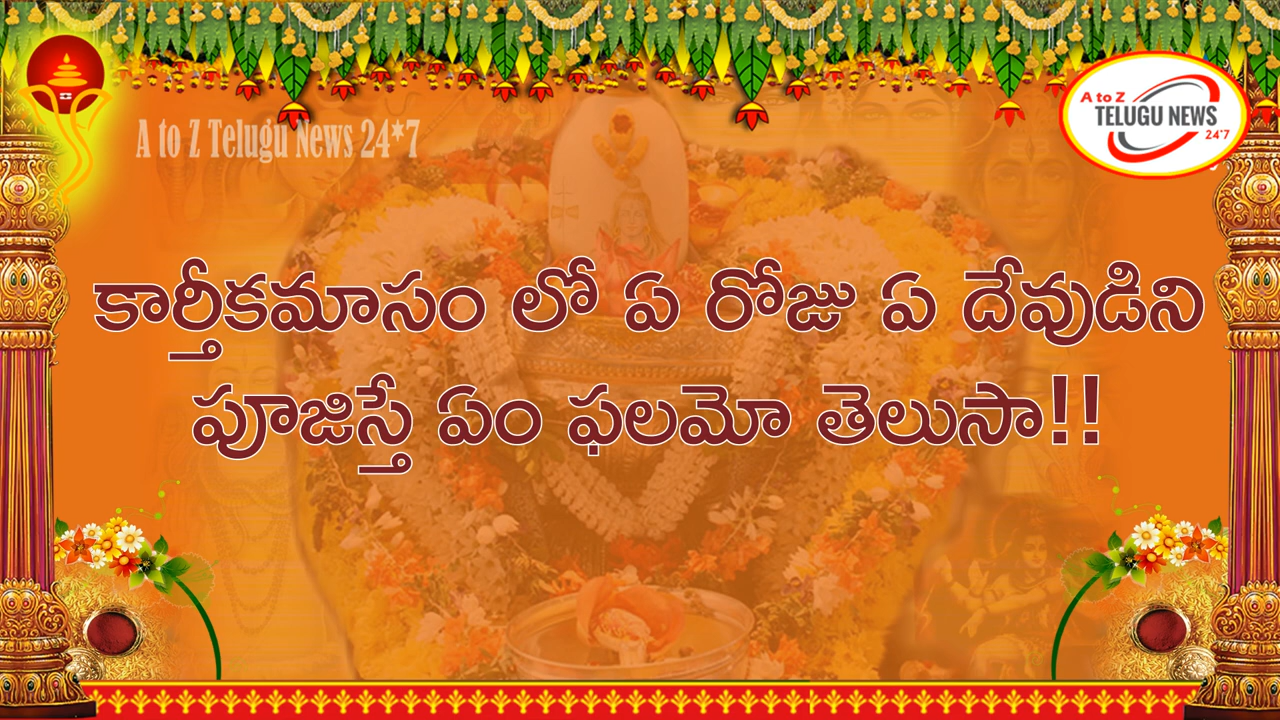 A to Z Telugu News 24*7
A to Z
TELUGU NEWS
24*7
కార్తీకమాసం లో ఏ రోజు ఏ దేవుడిని
పూజిస్తే ఏం ఫలమో తెలుసా!!